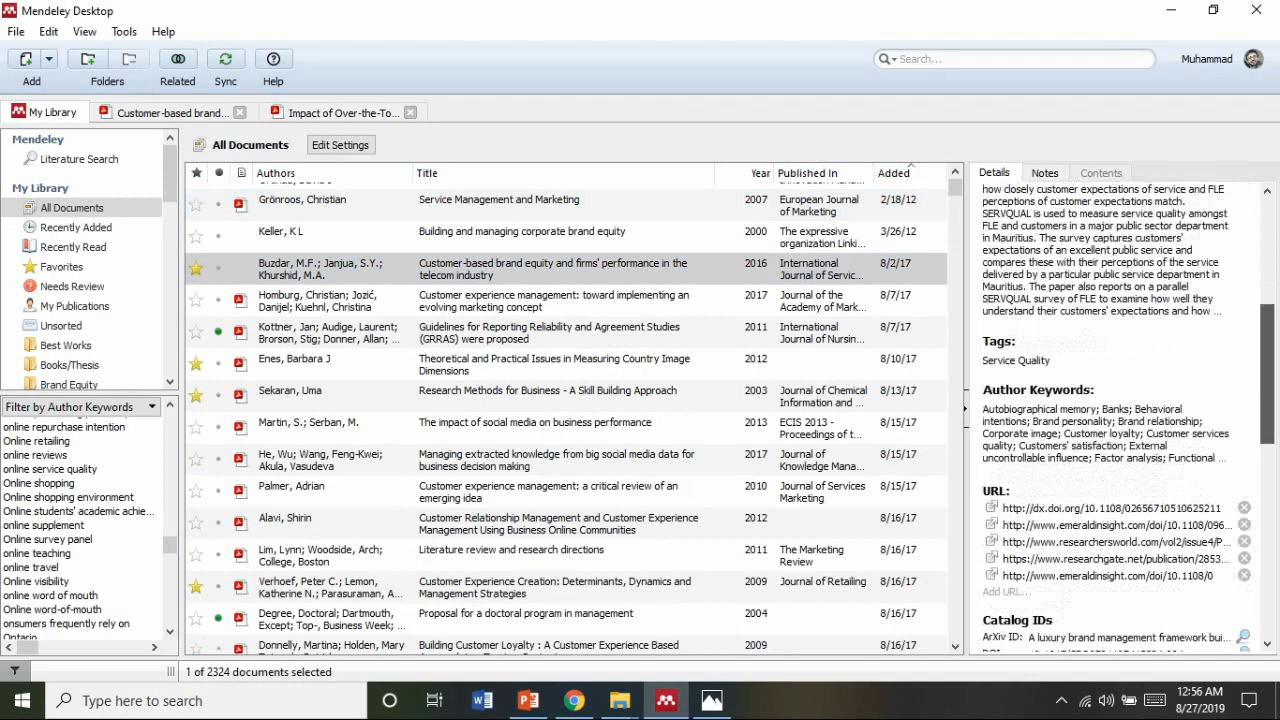 Mendeley Desktop
File Edit View Tools Help
Search...
Muhammad
Add Folders Related Sync Help
My Library Customer-based brand... Impact of Over-the-To...
Mendeley
Literature Search
My Library
All Documents
Recently Added
Recently Read
Favorites
Needs Review
My Publications
Unsorted
Best Works
Books/Thesis
Brand Equity
Filter by Author Keywords
online repurchase intention
Online retailing
online reviews
online service quality
Online shopping
Online shopping environment
Online students' academic achie...
online supplement
Online survey panel
online teaching
online travel
Online visibility
online word of mouth
Online word-of-mouth
onsumers frequently rely on
Ontario
All Documents Edit Settings
Authors Title Year Published In Added
Grönroos, Christian Service Management and Marketing 2007 European Journal 2/18/12
of Marketing
Keller, K L Building and managing corporate brand equity 2000 The expressive 3/26/12
organization Linki...
Buzdar, M.F.; Janjua, S.Y.; Customer-based brand equity and firms' performance in the 2016 International 8/2/17
Khurshid, M.A. telecom industry Journal of Servic...
Homburg, Christian; Jozić, Customer experience management: toward implementing an 2017 Journal of the 8/7/17
Danijel; Kuehnl, Christina evolving marketing concept Academy of Mark...
Kottner, Jan; Audige, Laurent; Guidelines for Reporting Reliability and Agreement Studies 2011 International 8/7/17
Brorson, Stig; Donner, Allan; ... (GRRAS) were proposed Journal of Nursin...
Enes, Barbara J Theoretical and Practical Issues in Measuring Country Image 2012 8/10/17
Dimensions
Sekaran, Uma Research Methods for Business - A Skill Building Approach 2003 Journal of Chemical 8/13/17
Information and ...
Martin, S.; Serban, M. The impact of social media on business performance 2013 ECIS 2013 - 8/15/17
Proceedings of t...
He, Wu; Wang, Feng-Kwei; Managing extracted knowledge from big social media data for 2017 Journal of 8/15/17
Akula, Vasudeva business decision making Knowledge Mana...
Palmer, Adrian Customer experience management: a critical review of an 2010 Journal of Services 8/15/17
emerging idea Marketing
Alavi, Shirin Customer Relationship Management and Customer Experience 2012 8/16/17
Management Using Business Online Communities
Lim, Lynn; Woodside, Arch; Literature review and research directions 2011 The Marketing 8/16/17
College, Boston Review
Verhoef, Peter C.; Lemon, Customer Experience Creation: Determinants, Dynamics and 2009 Journal of Retailing 8/16/17
Katherine N.; Parasuraman, A... Management Strategies
Degree, Doctoral; Dartmouth, Proposal for a doctoral program in management 2004 8/16/17
Except; Top-, Business Week; ...
Donnelly, Martina; Holden, Mary Building Customer Loyalty : A Customer Experience Based 2009 8/16/17
Details Notes Contents
how closely customer expectations of service and FLE
perceptions of customer expectations match.
SERVQUAL is used to measure service quality amongst
FLE and customers in a major public sector department
in Mauritius. The survey captures customers'
expectations of an excellent public service and
compares these with their perceptions of the service
delivered by a particular public service department in
Mauritius. The paper also reports on a parallel
SERVQUAL survey of FLE to examine how well they
understand their customers' expectations and how ...
Tags:
Service Quality
Author Keywords:
Autobiographical memory; Banks; Behavioral
intentions; Brand personality; Brand relationship;
Corporate image; Customer loyalty; Customer services
quality; Customers' satisfaction; External
uncontrollable influence; Factor analysis; Functional ...
URL:
http://dx.doi.org/10.1108/02656710510625211
http://www.emeraldinsight.com/doi/10.1108/096...
http://www.researchersworld.com/vol2/issue4/P...
https://www.researchgate.net/publication/2853...
http://www.emeraldinsight.com/doi/10.1108/0
Add URL...
Catalog IDs
ArXiv ID: A luxury brand management framework bui...
1 of 2324 documents selected
Type here to search
12:56 AM
8/27/2019